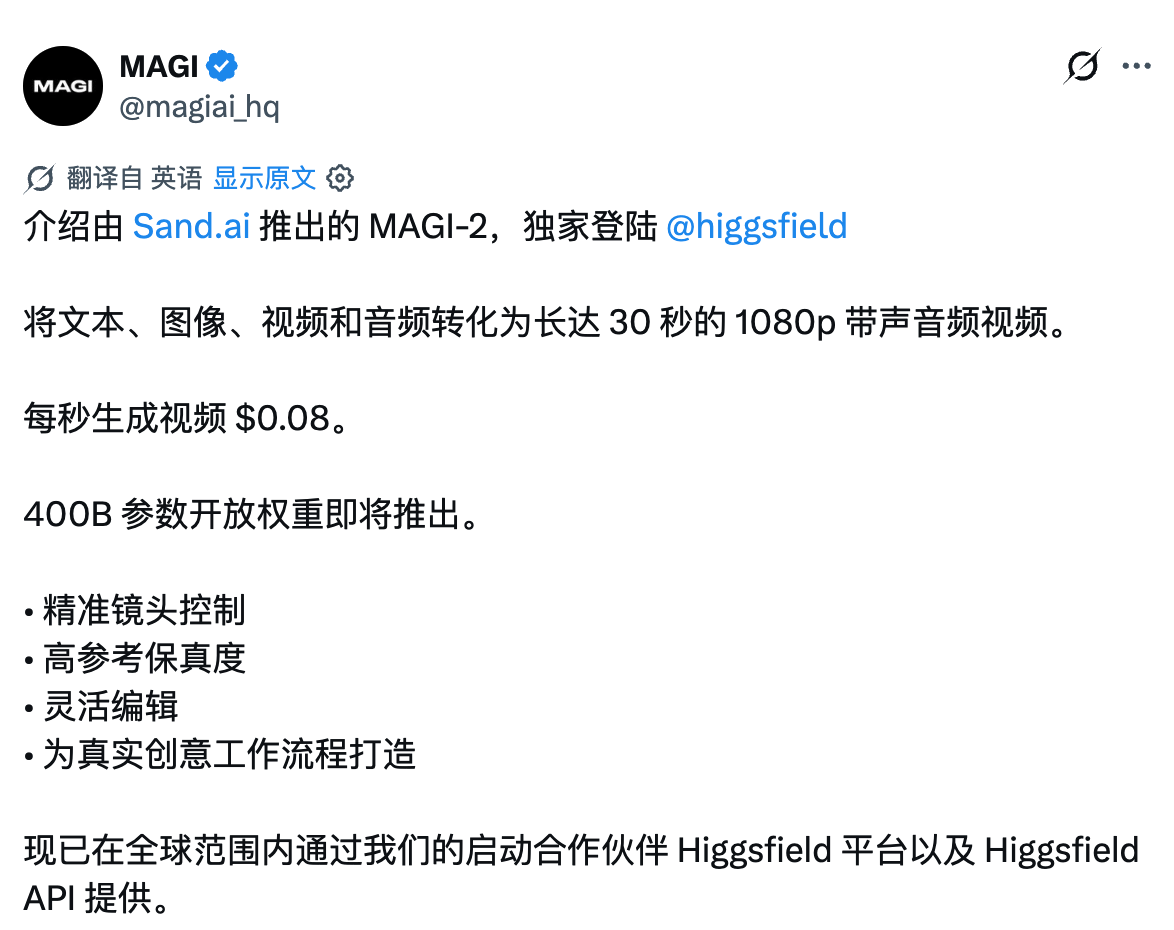 MAGI
MAGI
@magiai_hq
翻译自 英语 显示原文
介绍由 Sand.ai 推出的 MAGI-2，独家登陆 @higgsfield
将文本、图像、视频和音频转化为长达 30 秒的 1080p 带声音频视频。
每秒生成视频 $0.08。
400B 参数开放权重即将推出。
• 精准镜头控制
• 高参考保真度
• 灵活编辑
• 为真实创意工作流程打造
现已在全球范围内通过我们的启动合作伙伴 Higgsfield 平台以及 Higgsfield
API 提供。